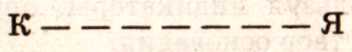 К — — — — — — — — Я